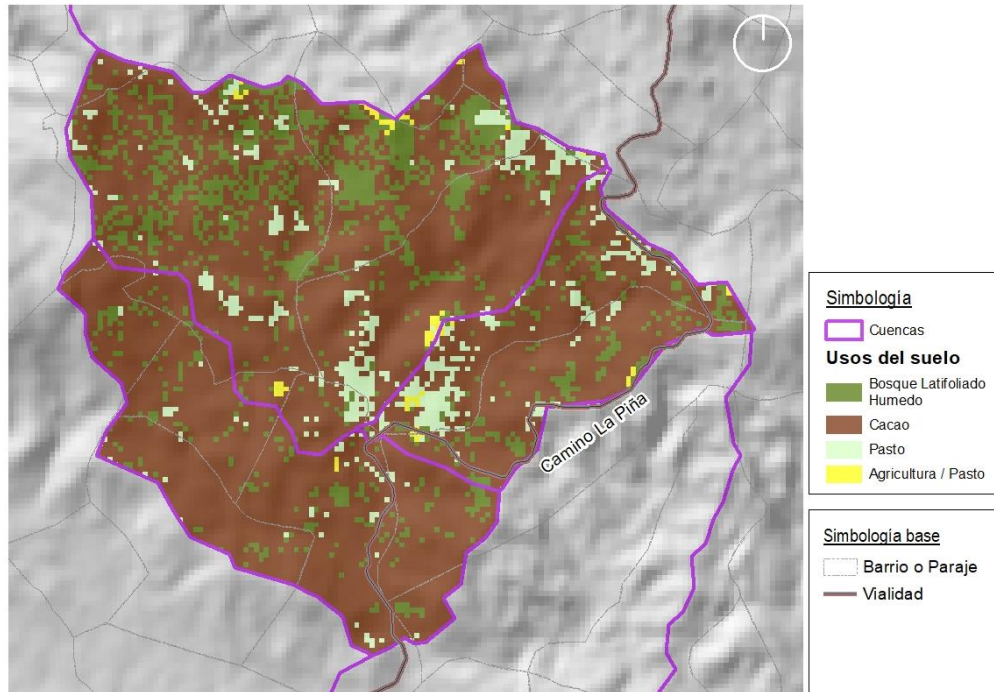 Camino La Piña
Simbología
Cuencas
Usos del suelo
Bosque Latifoliado
Humedo
Cacao
Pasto
Agricultura / Pasto
Simbología base
Barrio o Paraje
Vialidad